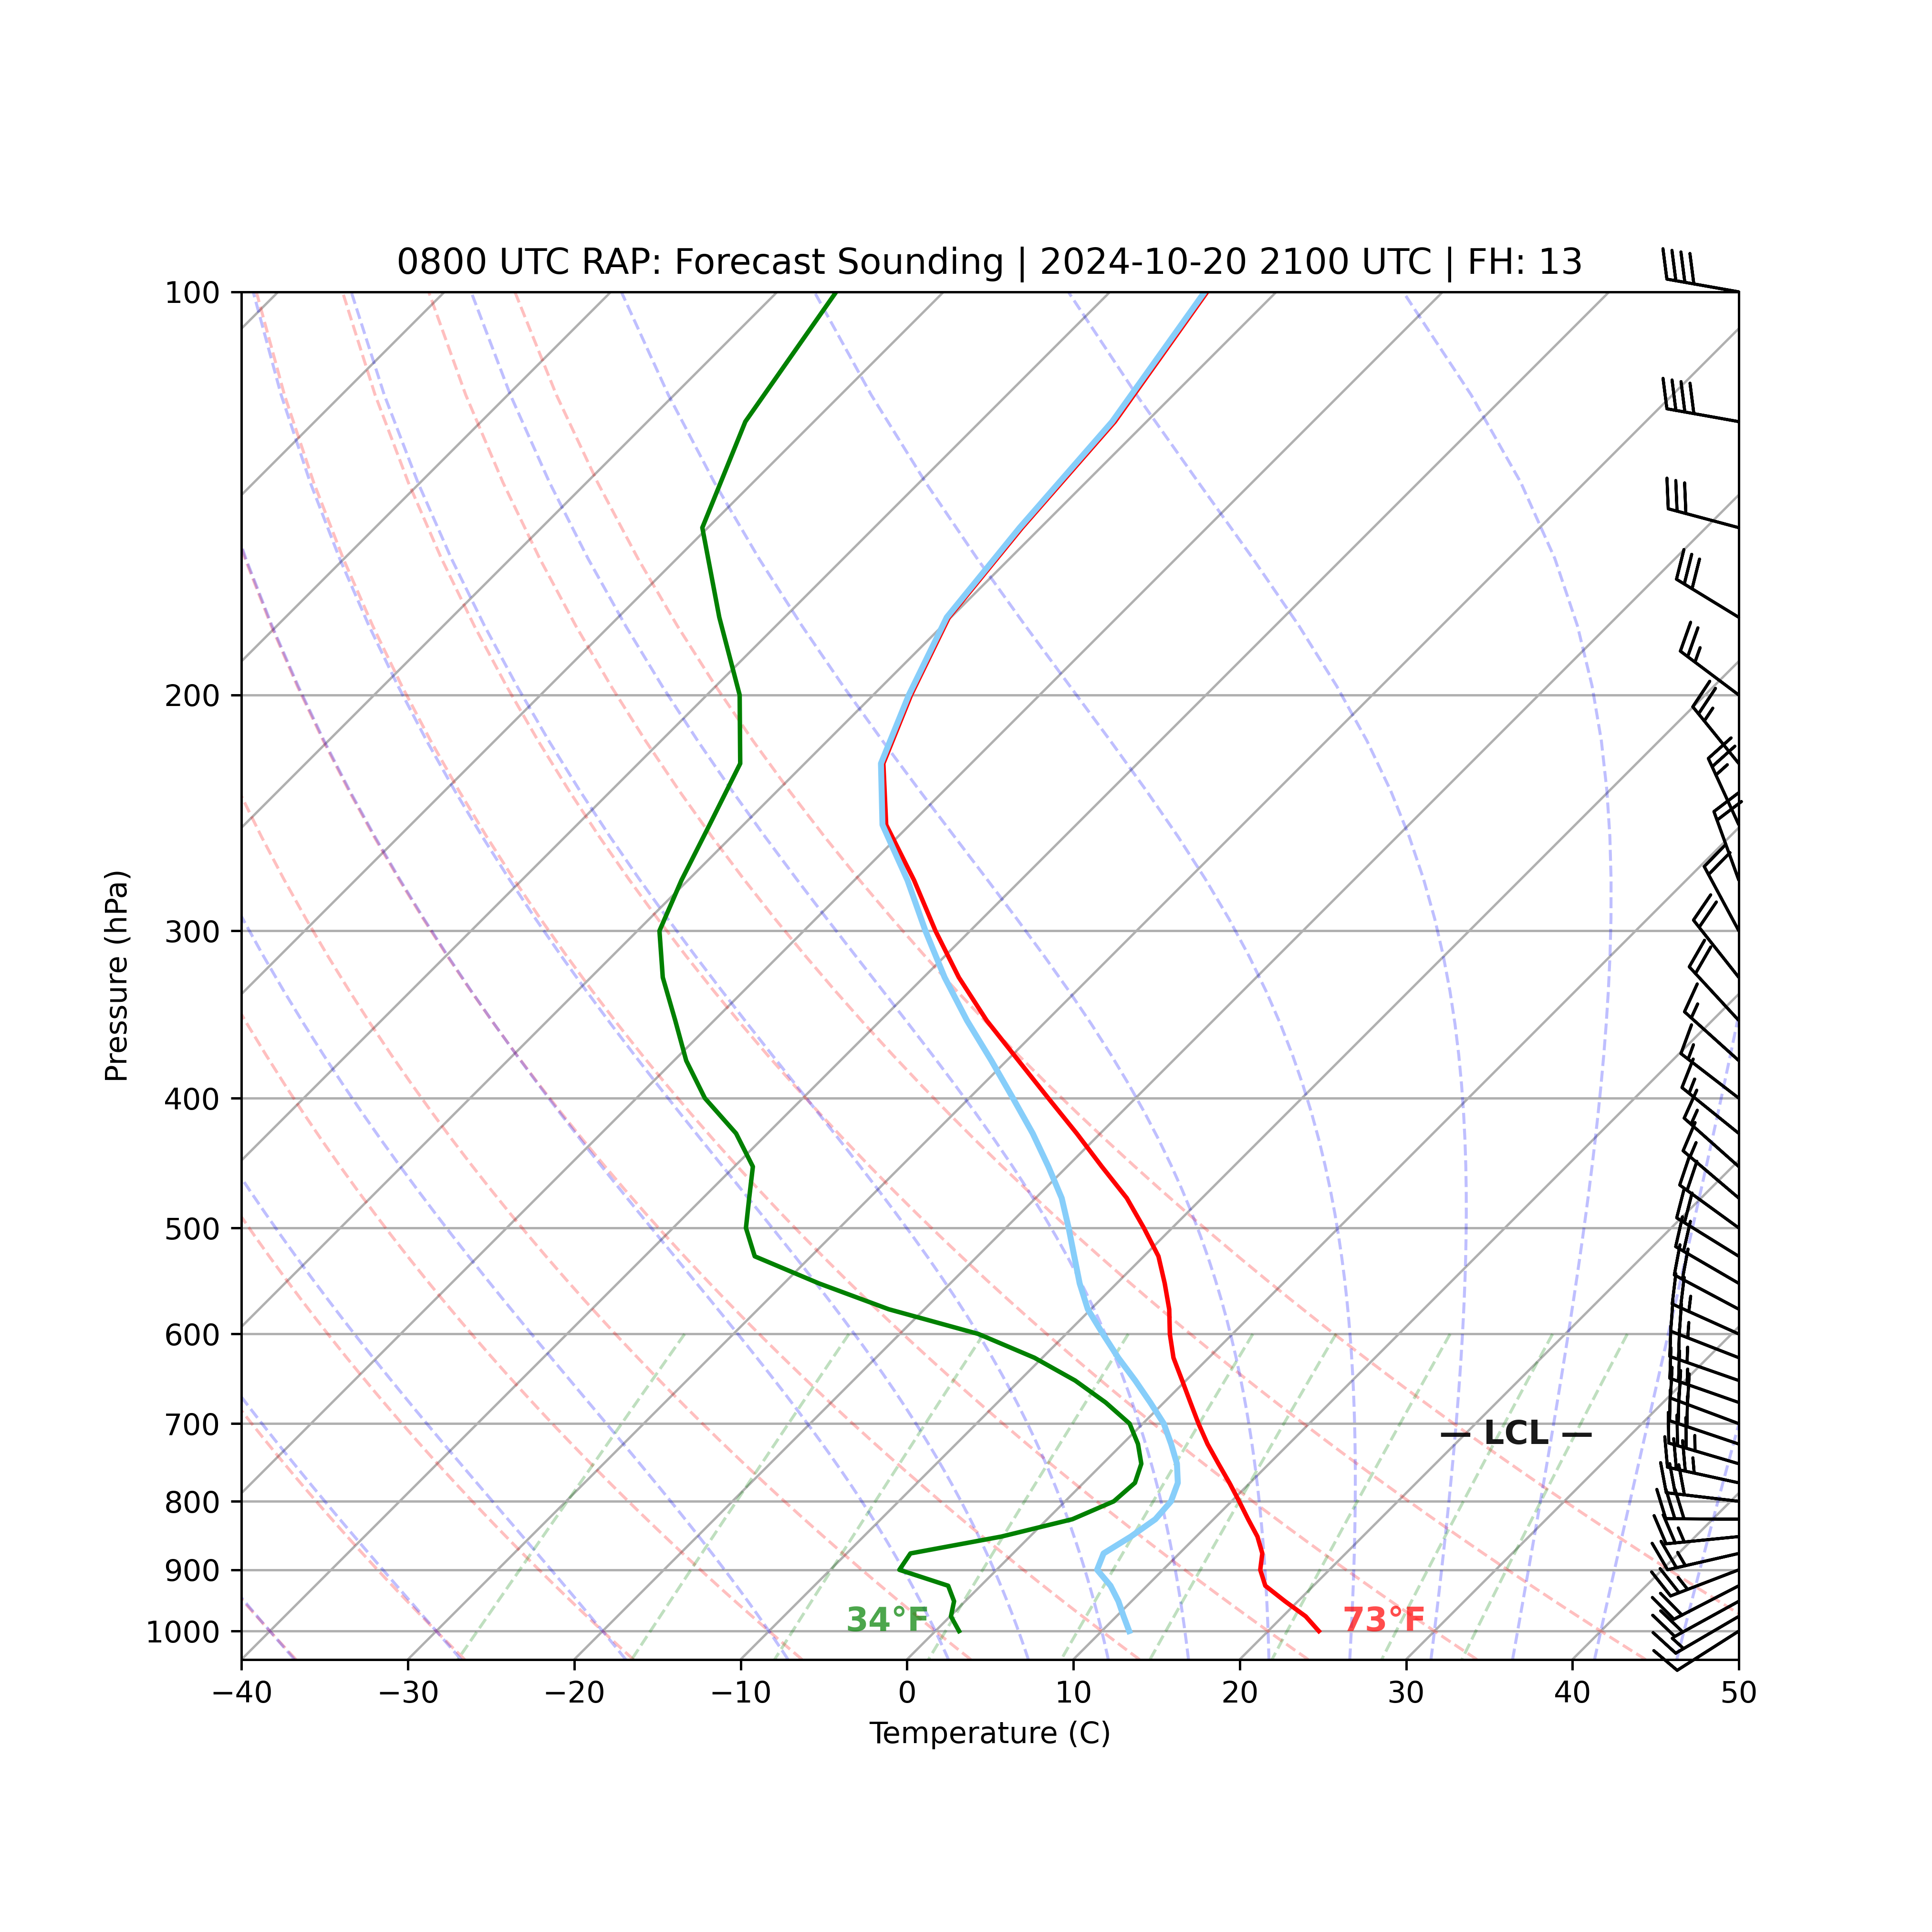 0800 UTC RAP: Forecast Sounding | 2024-10-20 2100 UTC | FH: 13
100
200
300
400
500
600
700
800
900
1000
Pressure (hPa)
— LCL —
34°F
73°F
−40 −30 −20 −10 0 10 20 30 40 50
Temperature (C)